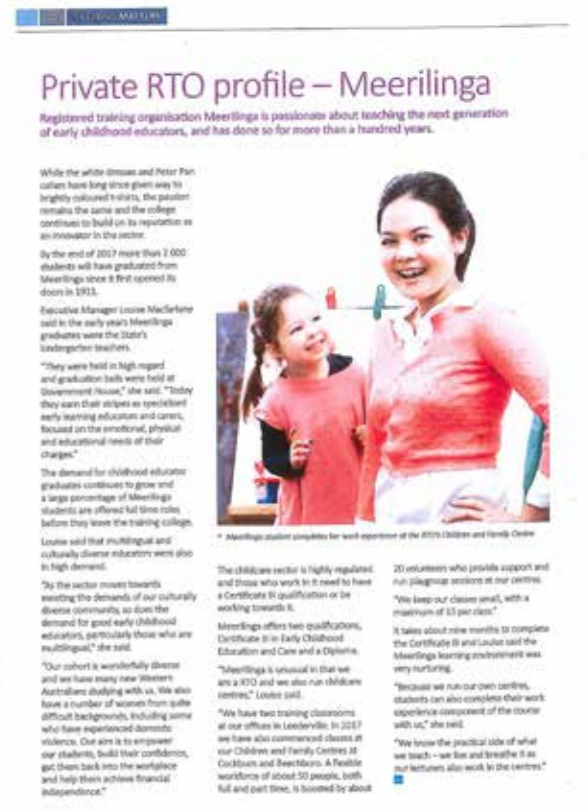 TRAINING MATTERS
Private RTO profile – Meerilinga
Registered training organisation Meerilinga is passionate about teaching the next generation
of early childhood educators, and has done so for more than a hundred years.
While the white dresses and Peter Pan
collars have long since given way to
brightly coloured t-shirts, the passion
remains the same and the college
continues to build on its reputation as
an innovator in the sector.
By the end of 2017 more than 2 000
students will have graduated from
Meerilinga since it first opened its
doors in 1913.
Executive Manager Louise Macfarlane
said in the early years Meerilinga
graduates were the State's
kindergarten teachers.
"They were held in high regard
and graduation balls were held at
Government House," she said. "Today
they earn their stripes as specialised
early learning educators and carers,
focused on the emotional, physical
and educational needs of their
charges."
The demand for childhood educator
graduates continues to grow and
a large percentage of Meerilinga
students are offered full time roles
before they leave the training college.
Louise said that multilingual and
culturally diverse educators were also
in high demand.
"As the sector moves towards
meeting the demands of our culturally
diverse community, so does the
demand for good early childhood
educators, particularly those who are
multilingual," she said.
"Our cohort is wonderfully diverse
and we have many new Western
Australians studying with us. We also
have a number of women from quite
difficult backgrounds, including some
who have experienced domestic
violence. Our aim is to empower
our students, build their confidence,
get them back into the workplace
and help them achieve financial
independence."
Meerilinga student completes her work experience at the RTO's Children and Family Centre
The childcare sector is highly regulated
and those who work in it need to have
a Certificate III qualification or be
working towards it.
Meerilinga offers two qualifications,
Certificate III in Early Childhood
Education and Care and a Diploma.
"Meerilinga is unusual in that we
are a RTO and we also run childcare
centres," Louise said.
"We have two training classrooms
at our offices in Leederville. In 2017
we have also commenced classes at
our Children and Family Centres at
Cockburn and Beechboro. A flexible
workforce of about 50 people, both
full and part time, is boosted by about
20 volunteers who provide support and
run playgroup sessions at our centres.
"We keep our classes small, with a
maximum of 15 per class."
It takes about nine months to complete
the Certificate III and Louise said the
Meerilinga learning environment was
very nurturing.
"Because we run our own centres,
students can also complete their work
experience component of the course
with us," she said.
"We know the practical side of what
we teach – we live and breathe it as
our lecturers also work in the centres."